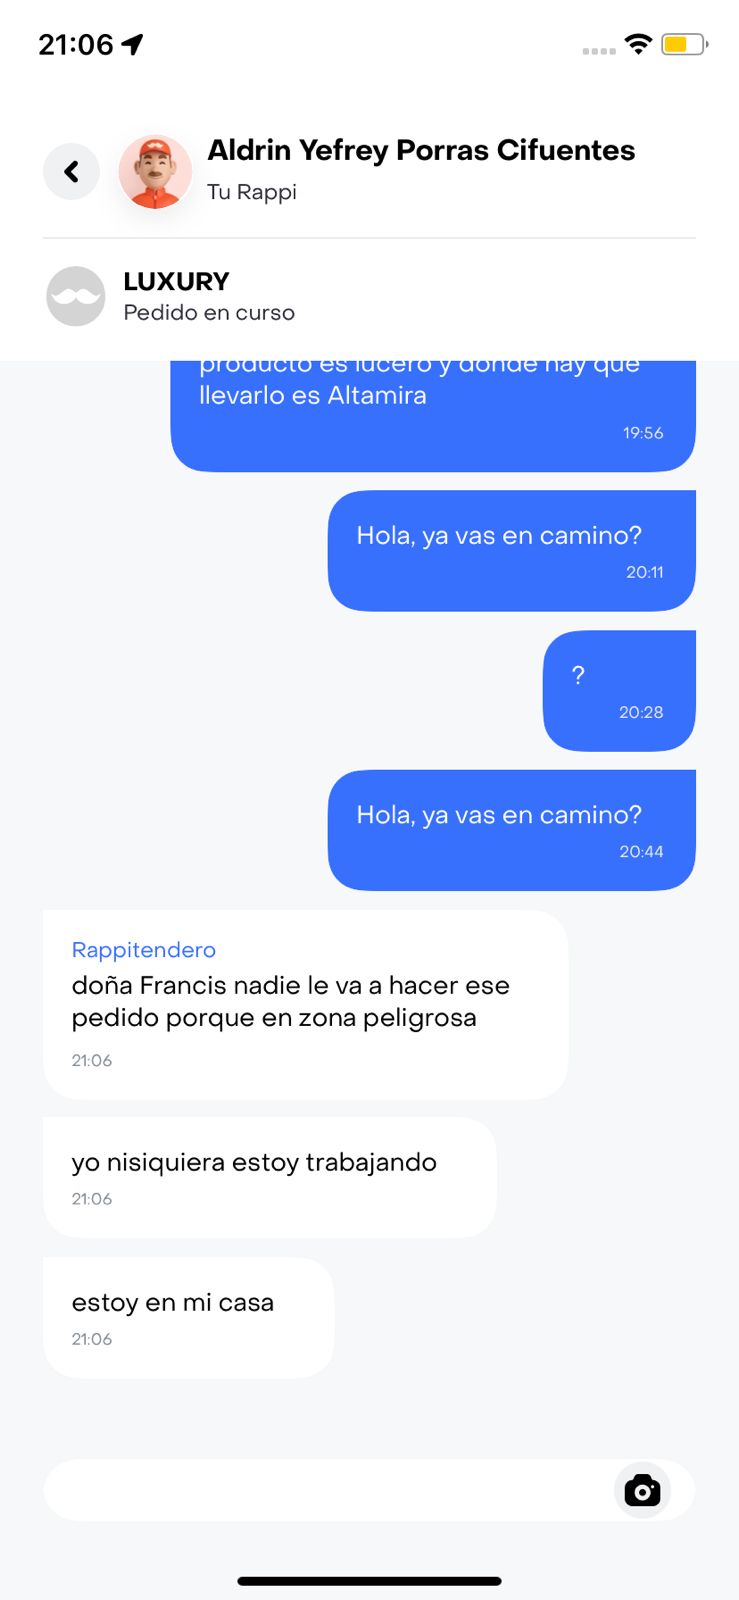 21:06
Aldrin Yefrey Porras Cifuentes
Tu Rappi
LUXURY
Pedido en curso
producto es lucero y donde hay que
llevarlo es Altamira
19:56
Hola, ya vas en camino?
20:11
?
20:28
Hola, ya vas en camino?
20:44
Rappitendero
doña Francis nadie le va a hacer ese
pedido porque en zona peligrosa
21:06
yo nisiquiera estoy trabajando
21:06
estoy en mi casa
21:06